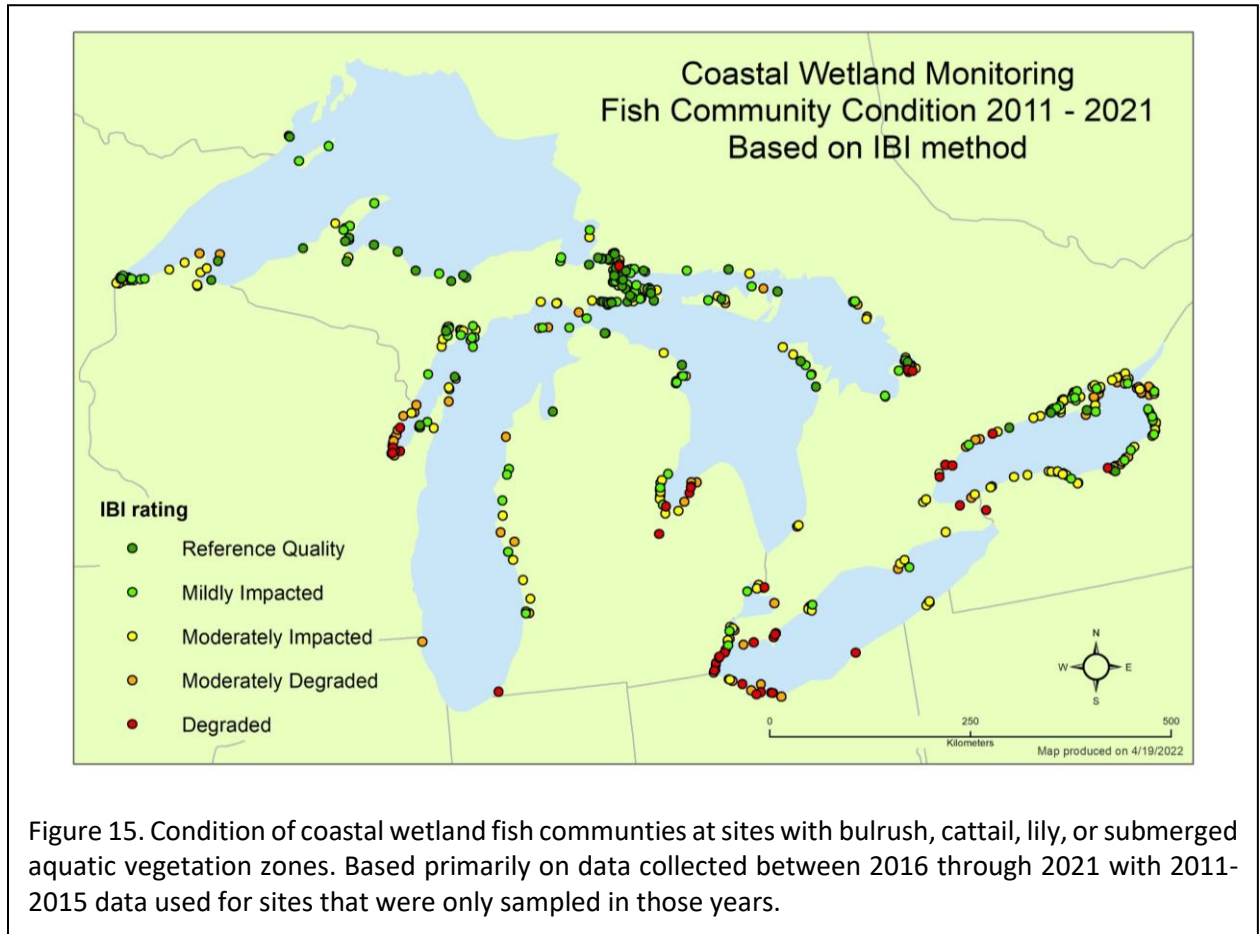 Coastal Wetland Monitoring
Fish Community Condition 2011 - 2021
Based on IBI method
IBI rating
Reference Quality
Mildly Impacted
Moderately Impacted
Moderately Degraded
Degraded
N
W E
S
0 250 500
Kilometers
Map produced on 4/19/2022
Figure 15. Condition of coastal wetland fish communties at sites with bulrush, cattail, lily, or submerged
aquatic vegetation zones. Based primarily on data collected between 2016 through 2021 with 2011-
2015 data used for sites that were only sampled in those years.